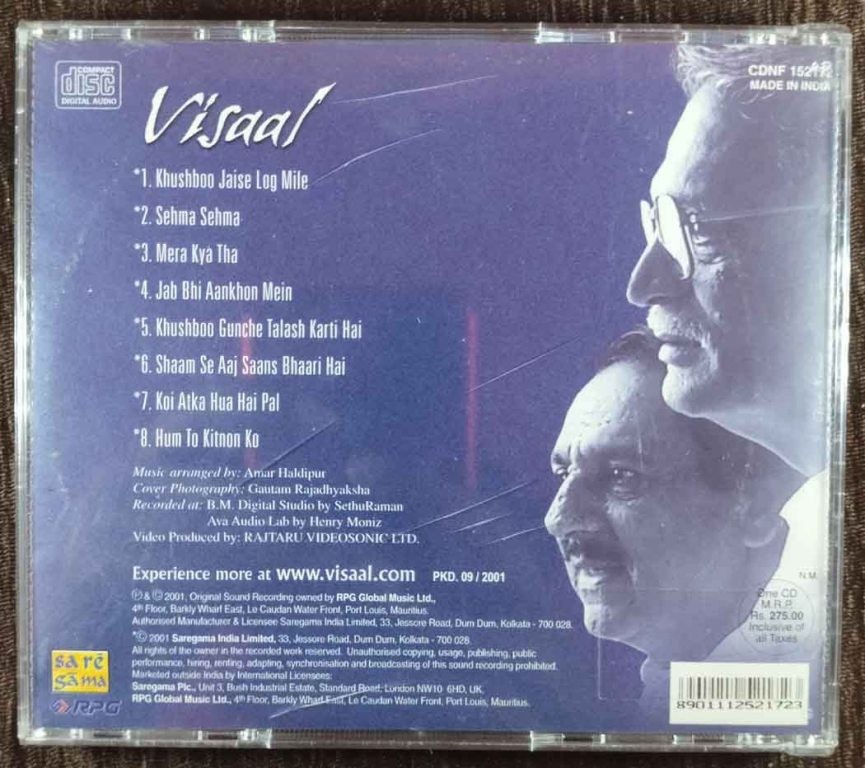 COMPACT
disc
DIGITAL AUDIO
Visaal
CDNF 152172
MADE IN INDIA
*1. Khushboo Jaise Log Mile
*2. Sehma Sehma
*3. Mera Kya Tha
*4. Jab Bhi Aankhon Mein
*5. Khushboo Gunche Talash Karti Hai
*6. Shaam Se Aaj Saans Bhaari Hai
*7. Koi Atka Hua Hai Pal
*8. Hum To Kitnon Ko
Music arranged by: Amar Haldipur
Cover Photography: Gautam Rajadhyaksha
Recorded at: B.M. Digital Studio by SethuRaman
Ava Audio Lab by Henry Moniz
Video Produced by: RAJTARU VIDEOSONIC LTD.
Experience more at www.visaal.com PKD. 09 / 2001
℗ & © 2001, Original Sound Recording owned by RPG Global Music Ltd.,
4th Floor, Barkly Wharf East, Le Caudan Water Front, Port Louis, Mauritius.
Authorised Manufacturer & Licensee Saregama India Limited, 33, Jessore Road, Dum Dum, Kolkata - 700 028.
*© 2001 Saregama India Limited, 33, Jessore Road, Dum Dum, Kolkata - 700 028.
All rights of the owner in the recorded work reserved. Unauthorised copying, usage, publishing, public
performance, hiring, renting, adapting, synchronisation and broadcasting of this sound recording prohibited.
Marketed outside India by International Licensees:
Saregama Plc., Unit 3, Bush Industrial Estate, Standard Road, London NW10 6HD, UK.
RPG Global Music Ltd., 4th Floor, Barkly Wharf East, Le Caudan Water Front, Port Louis, Mauritius.
sa rē
gā ma
RPG
N.M.
One CD
M.R.P.
Rs. 275.00
Inclusive of
all Taxes
8901112521723